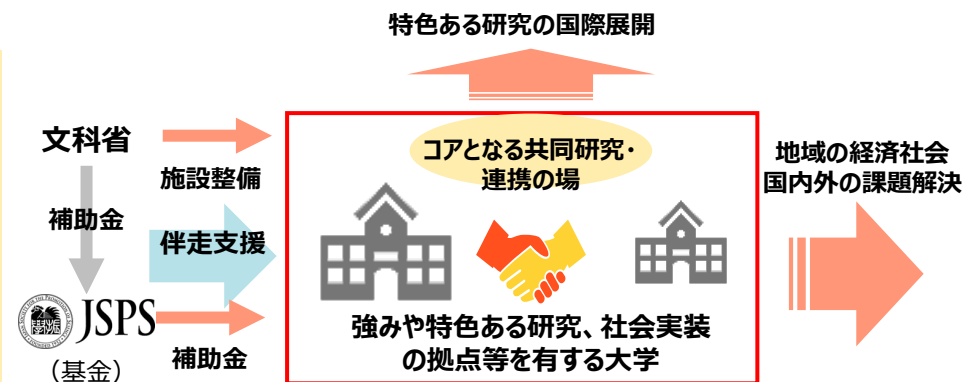 特色ある研究の国際展開
文科省
施設整備
補助金
伴走支援
JSPS
(基金)
補助金
コアとなる共同研究・
連携の場
強みや特色ある研究、社会実装
の拠点等を有する大学
地域の経済社会
国内外の課題解決